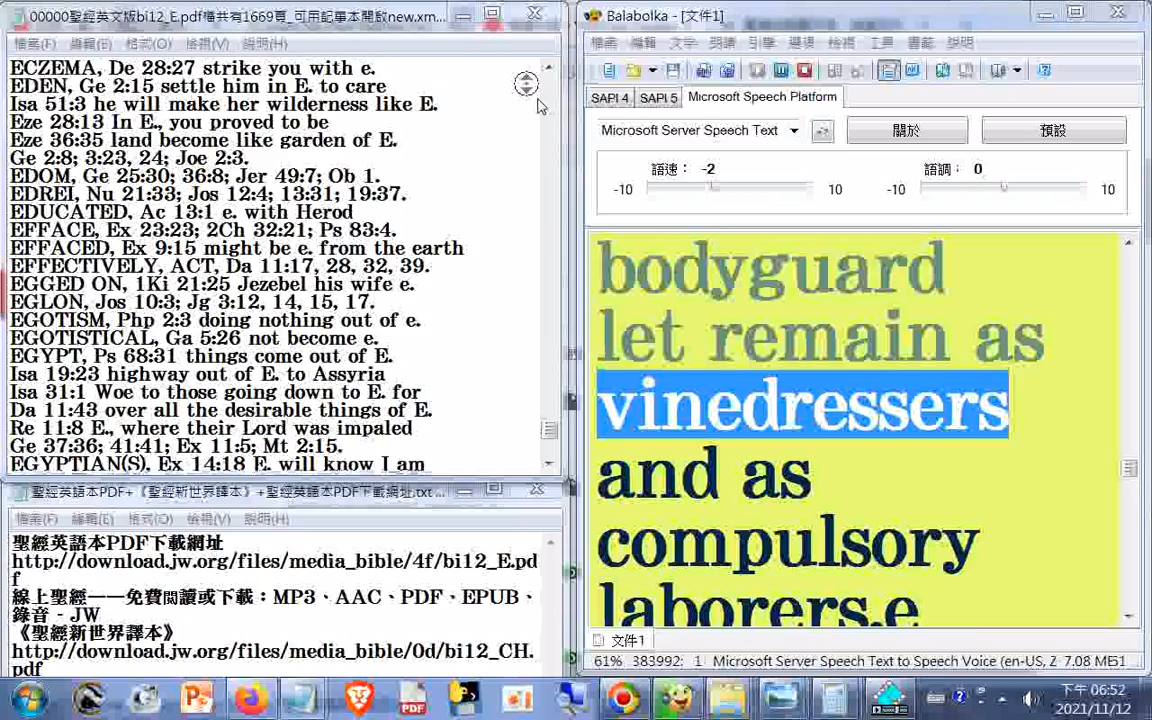 00000聖經英文版bi12_E.pdf檔共有1669頁_可用記事本開啟new.xm...
檔案(F) 編輯(E) 格式(O) 檢視(V) 說明(H)
ECZEMA, De 28:27 strike you with e.
EDEN, Ge 2:15 settle him in E. to care
Isa 51:3 he will make her wilderness like E.
Eze 28:13 In E., you proved to be
Eze 36:35 land become like garden of E.
Ge 2:8; 3:23, 24; Joe 2:3.
EDOM, Ge 25:30; 36:8; Jer 49:7; Ob 1.
EDREI, Nu 21:33; Jos 12:4; 13:31; 19:37.
EDUCATED, Ac 13:1 e. with Herod
EFFACE, Ex 23:23; 2Ch 32:21; Ps 83:4.
EFFACED, Ex 9:15 might be e. from the earth
EFFECTIVELY, ACT, Da 11:17, 28, 32, 39.
EGGED ON, 1Ki 21:25 Jezebel his wife e.
EGLON, Jos 10:3; Jg 3:12, 14, 15, 17.
EGOTISM, Php 2:3 doing nothing out of e.
EGOTISTICAL, Ga 5:26 not become e.
EGYPT, Ps 68:31 things come out of E.
Isa 19:23 highway out of E. to Assyria
Isa 31:1 Woe to those going down to E. for
Da 11:43 over all the desirable things of E.
Re 11:8 E., where their Lord was impaled
Ge 37:36; 41:41; Ex 11:5; Mt 2:15.
EGYPTIAN(S), Ex 14:18 E. will know I am
聖經英語本PDF+《聖經新世界譯本》+聖經英語本PDF下載網址.txt ...
檔案(F) 編輯(E) 格式(O) 檢視(V) 說明(H)
聖經英語本PDF下載網址
http://download.jw.org/files/media_bible/4f/bi12_E.pd
f
線上聖經——免費閱讀或下載：MP3、AAC、PDF、EPUB、
錄音 - JW
《聖經新世界譯本》
http://download.jw.org/files/media_bible/0d/bi12_CH.
pdf
Balabolka - [文件1]
檔案 編輯 文字 朗讀 引擎 選項 檢視 工具 書籤 說明
SAPI 4 SAPI 5 Microsoft Speech Platform
Microsoft Server Speech Text 關於 預設
語速： -2 語調： 0
-10 10 -10 10
bodyguard
let remain as
vinedressers
and as
compulsory
laborers.e
文件1
61% 383992: 1 Microsoft Server Speech Text to Speech Voice (en-US, Z 7.08 MB
下午 06:52
2021/11/12